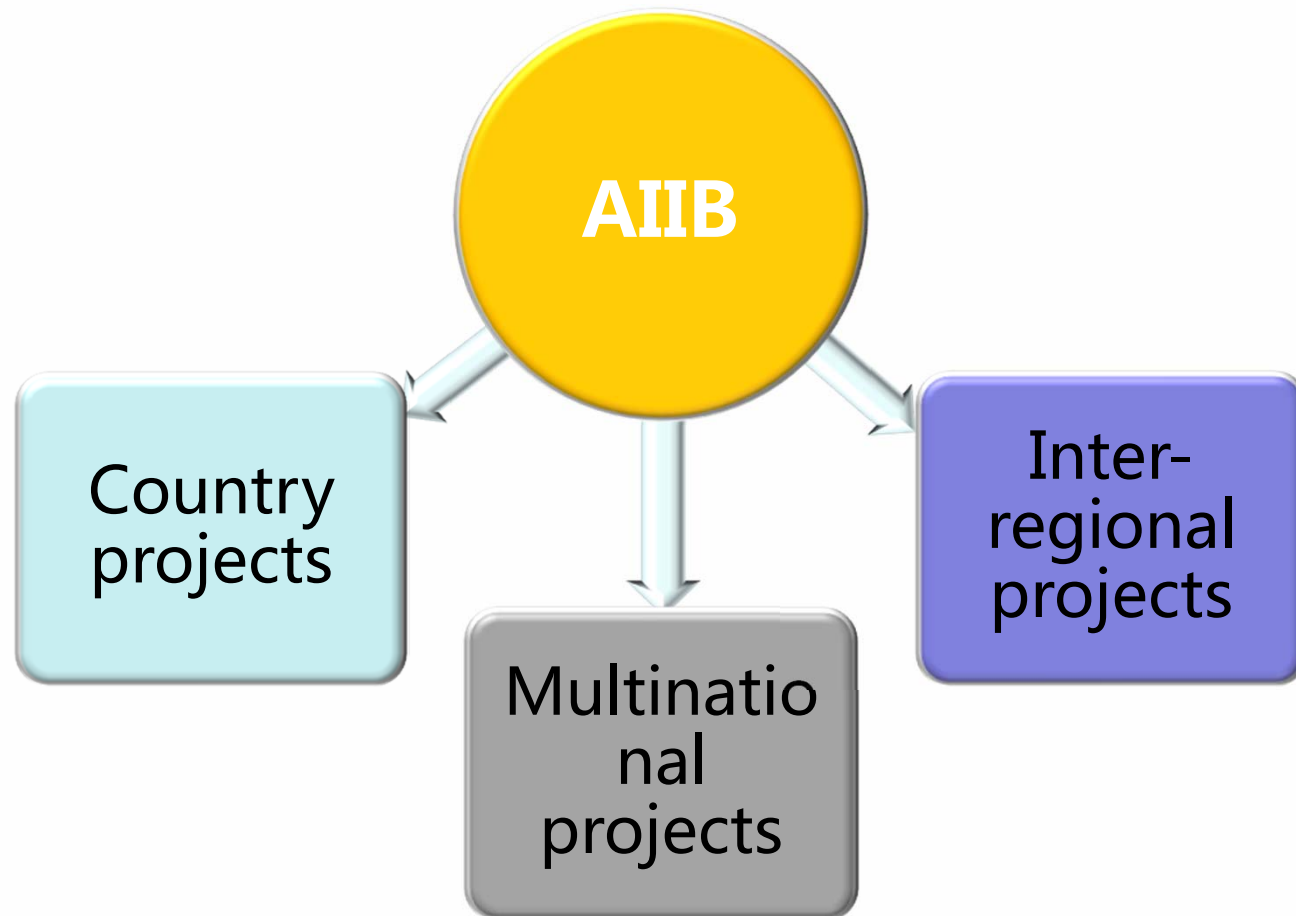 AIIB
Country
projects
Multinatio
nal
projects
Inter-
regional
projects